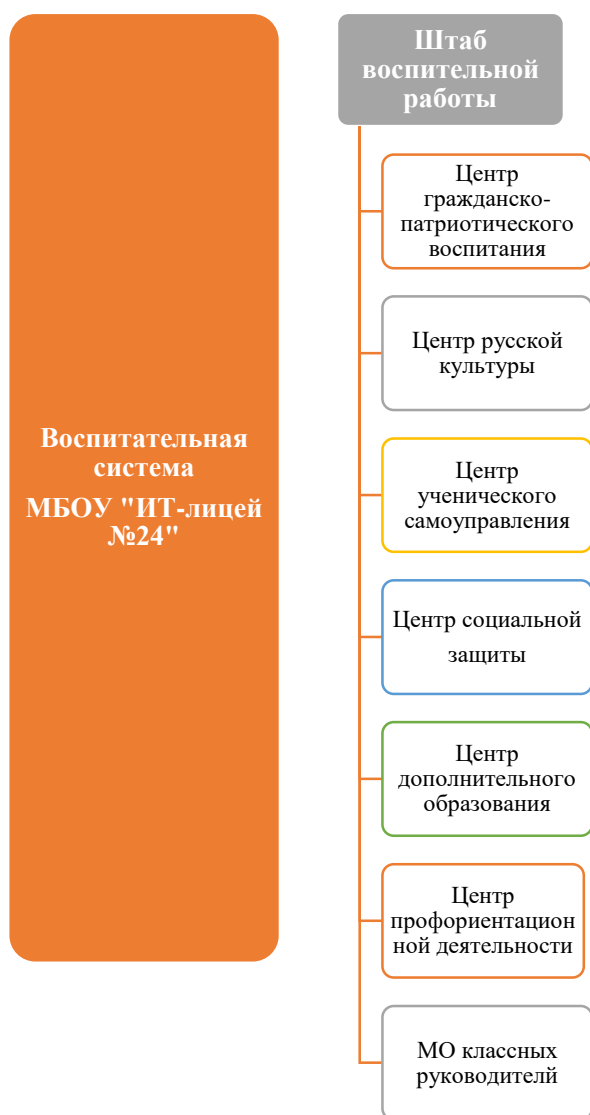 Воспитательная
система
МБОУ "ИТ-лицей
№24"
Штаб
воспительной
работы
Центр
гражданско-
патриотического
воспитания
Центр русской
культуры
Центр
ученического
самоуправления
Центр социальной
защиты
Центр
дополнительного
образования
Центр
профориентацион
ной деятельности
МО классных
руководителй